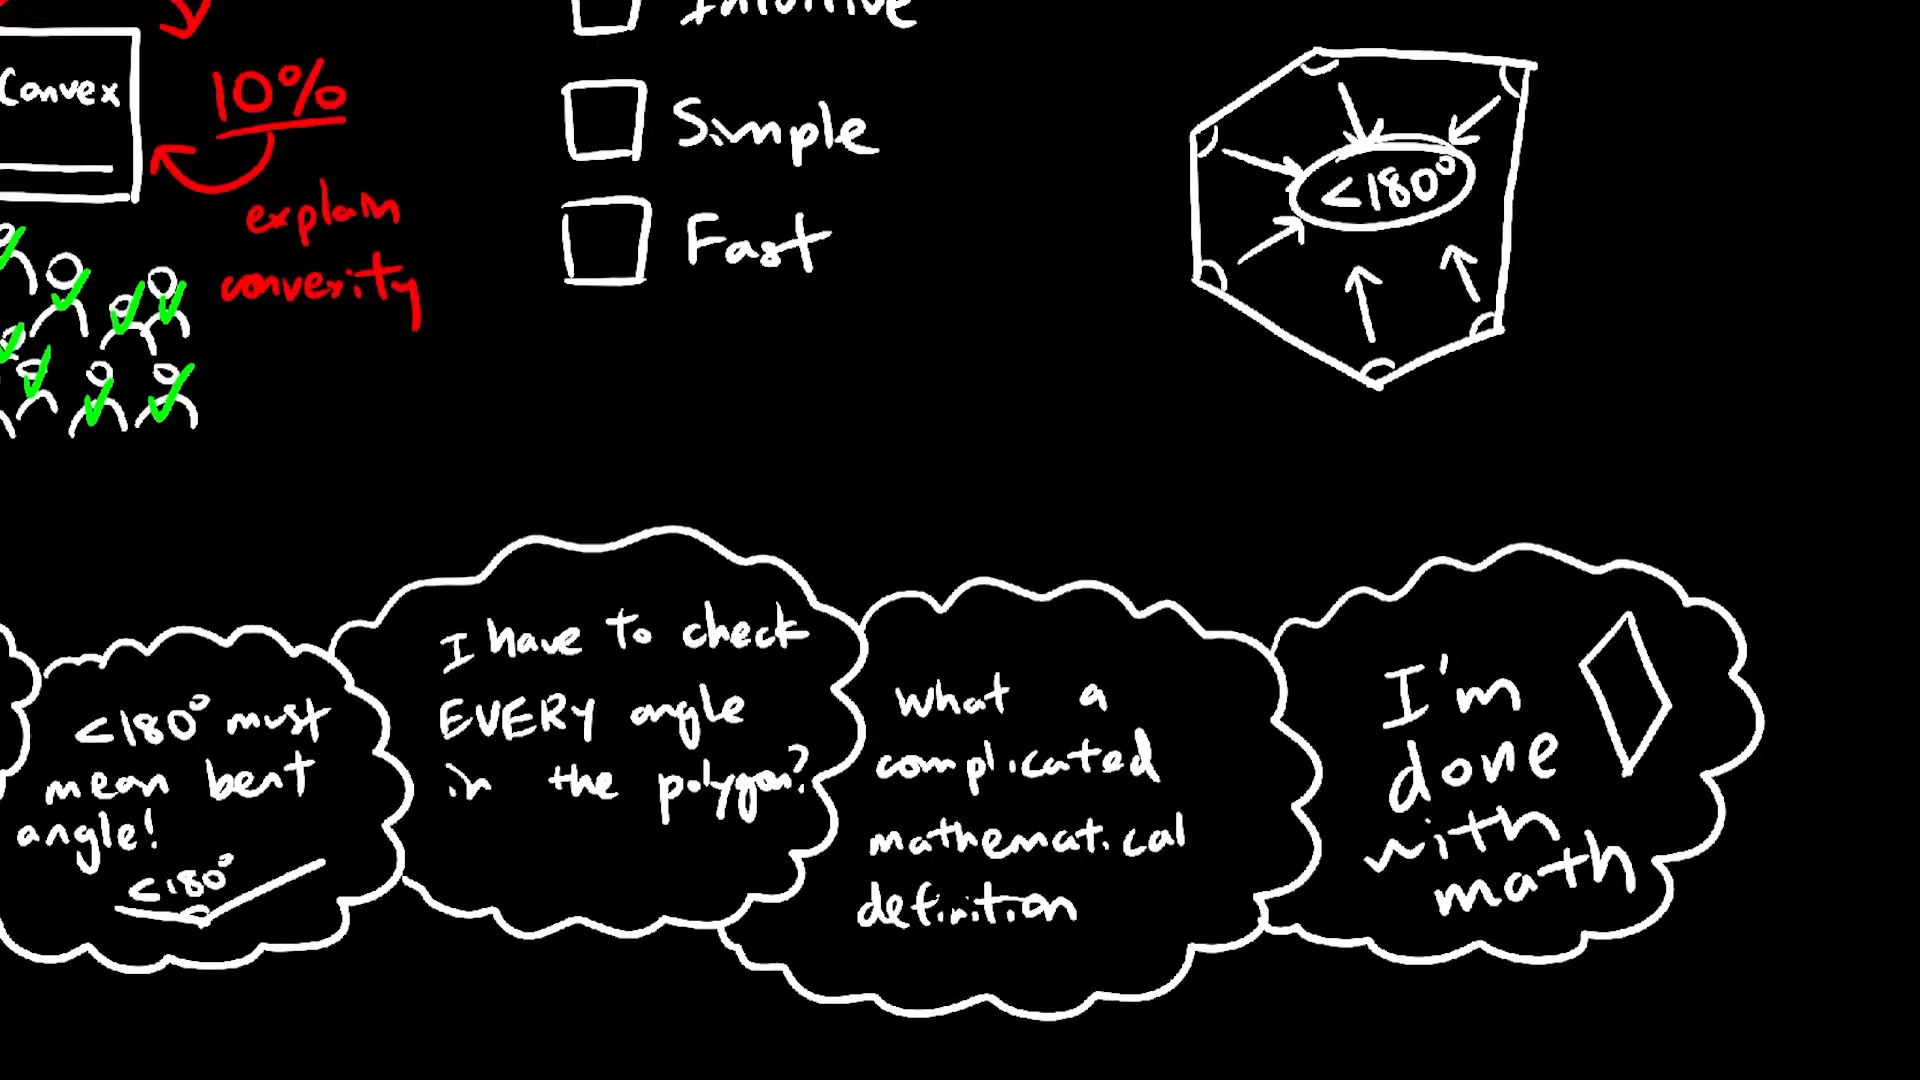 Intuitive
Convex
10%
Simple
explain
convexity
Fast
<180°
<180° must
mean bent
angle!
<180°
I have to check
EVERY angle
in the polygon?
What a
complicated
mathematical
definition
I'm
done
with
math